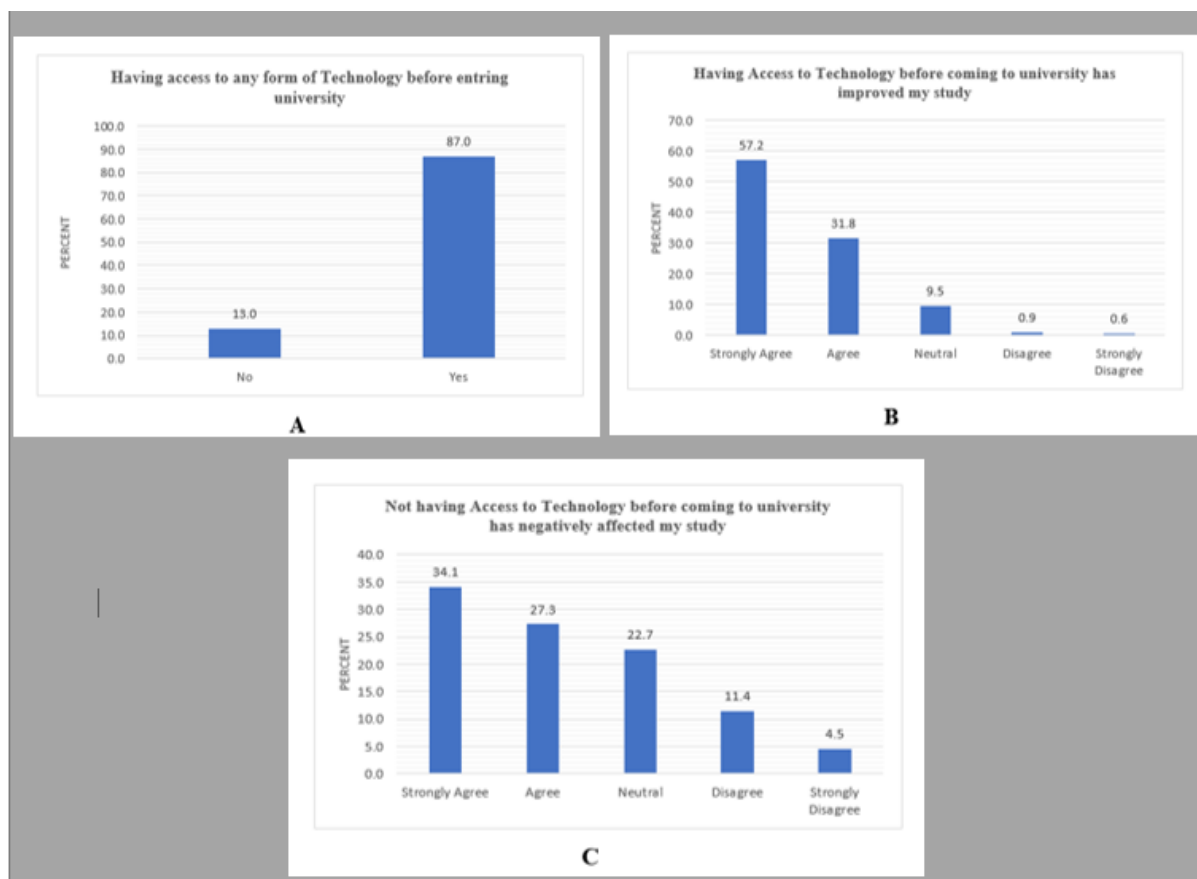 Having access to any form of Technology before entring
university
100.0
90.0
80.0
70.0
60.0
50.0
40.0
30.0
20.0
10.0
0.0
PERCENT
13.0
87.0
No
Yes
A
Having Access to Technology before coming to university has
improved my study
70.0
60.0
50.0
40.0
30.0
20.0
10.0
0.0
PERCENT
57.2
31.8
9.5
0.9
0.6
Strongly Agree
Agree
Neutral
Disagree
Strongly
Disagree
B
Not having Access to Technology before coming to university
has negatively affected my study
40.0
35.0
30.0
25.0
20.0
15.0
10.0
5.0
0.0
PERCENT
34.1
27.3
22.7
11.4
4.5
Strongly Agree
Agree
Neutral
Disagree
Strongly
Disagree
C